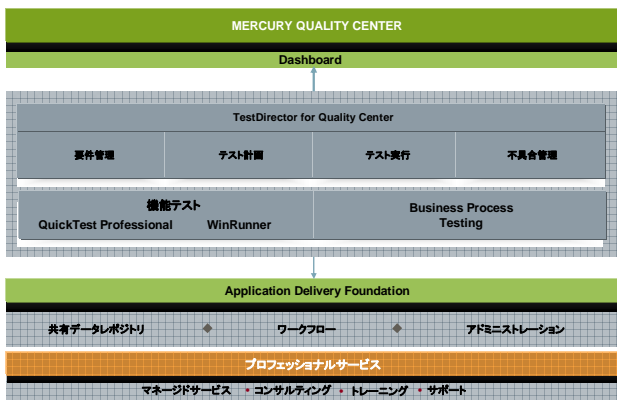 MERCURY QUALITY CENTER
Dashboard
TestDirector for Quality Center
要件管理 テスト計画 テスト実行 不具合管理
機能テスト
QuickTest Professional WinRunner
Business Process
Testing
Application Delivery Foundation
共有データレポジトリ ◆ ワークフロー ◆ アドミニストレーション
プロフェッショナルサービス
マネージドサービス • コンサルティング • トレーニング • サポート